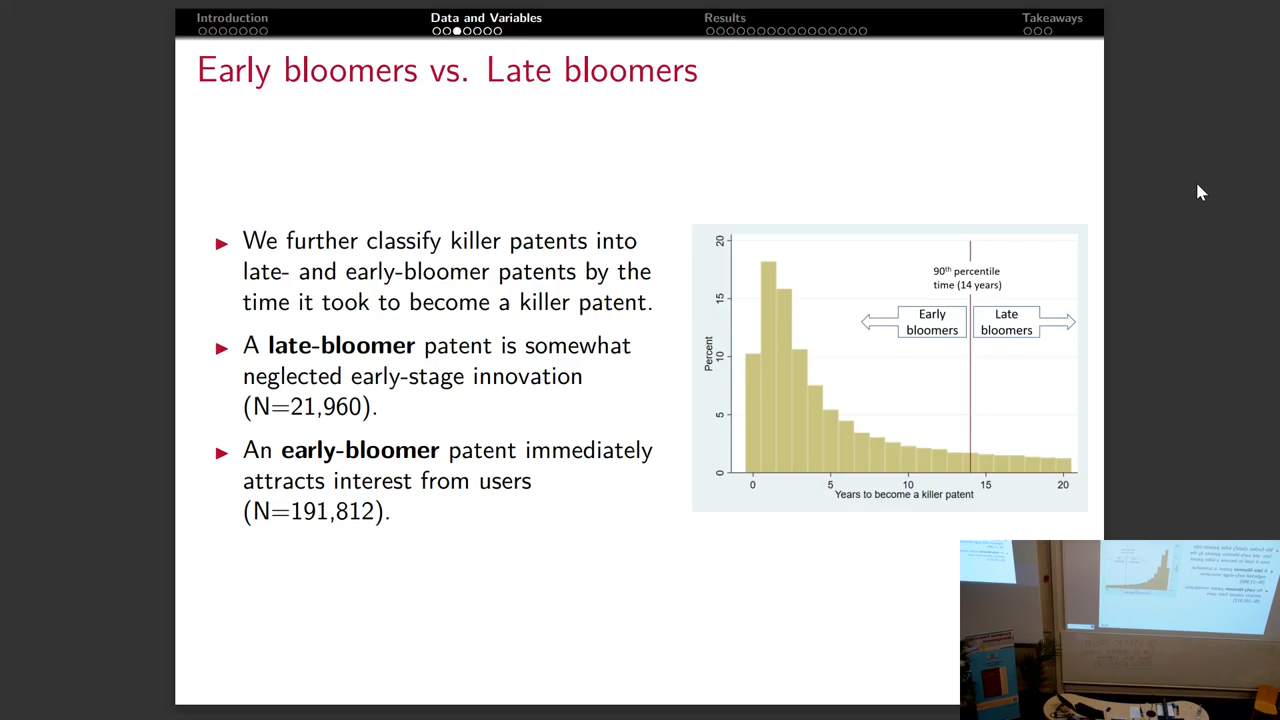 Introduction
Data and Variables
Results
Takeaways
Early bloomers vs. Late bloomers
We further classify killer patents into
late- and early-bloomer patents by the
time it took to become a killer patent.
A late-bloomer patent is somewhat
neglected early-stage innovation
(N=21,960).
An early-bloomer patent immediately
attracts interest from users
(N=191,812).
20
15
10
5
0
Percent
90th percentile
time (14 years)
Early
bloomers
Late
bloomers
0 5 10 15 20
Years to become a killer patent